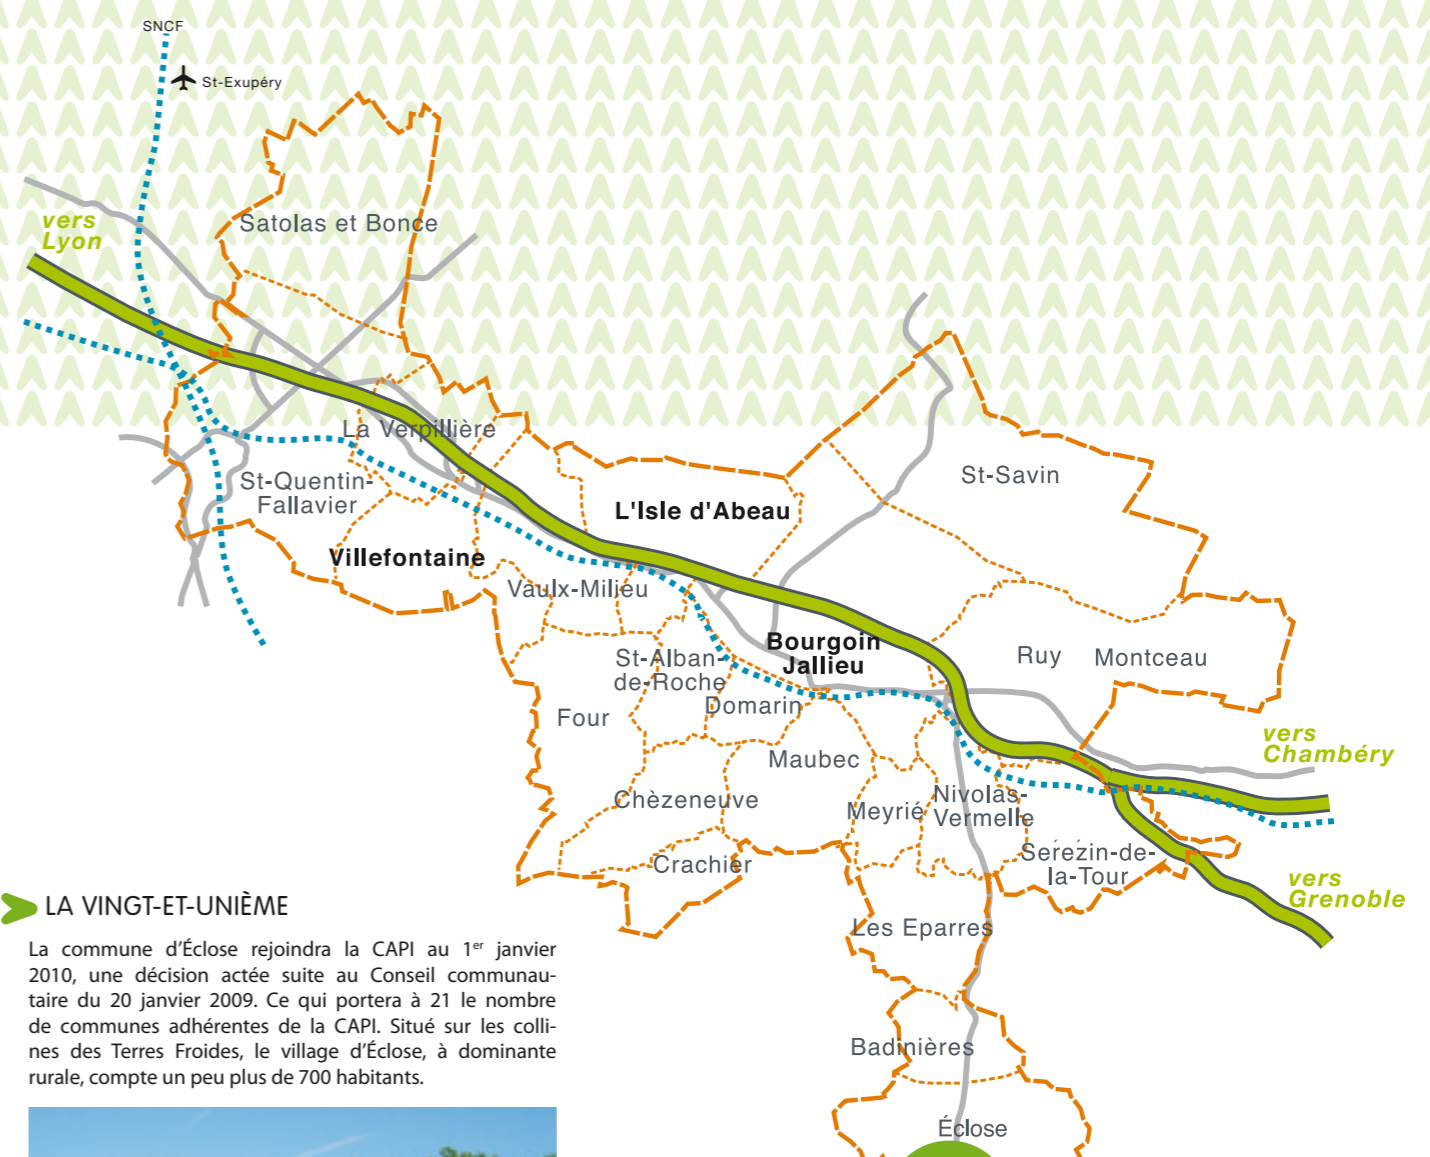 SNCF
St-Exupéry
vers
Lyon
Satolas et Bonce
La Verpillière
St-Quentin-
Fallavier
Villefontaine
L'Isle d'Abeau
St-Savin
Vaulx-Milieu
Bourgoin
Jallieu
Ruy
Montceau
St-Alban-
de-Roche
Domarin
Four
Maubec
vers
Chambéry
Chèzeneuve
Meyrié
Nivolas-
Vermelle
Crachier
Serézin-de-
la-Tour
vers
Grenoble
Les Eparres
Badinières
Éclose
LA VINGT-ET-UNIÈME
La commune d'Éclose rejoindra la CAPI au 1er janvier
2010, une décision actée suite au Conseil communau-
taire du 20 janvier 2009. Ce qui portera à 21 le nombre
de communes adhérentes de la CAPI. Situé sur les colli-
nes des Terres Froides, le village d'Éclose, à dominante
rurale, compte un peu plus de 700 habitants.